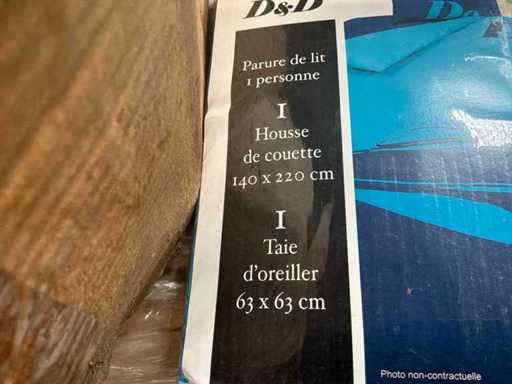 D&D
Parure de lit
1 personne
1
Housse
de couette
140 x 220 cm
1
Taie
d'oreiller
63 x 63 cm
Photo non-contractuelle